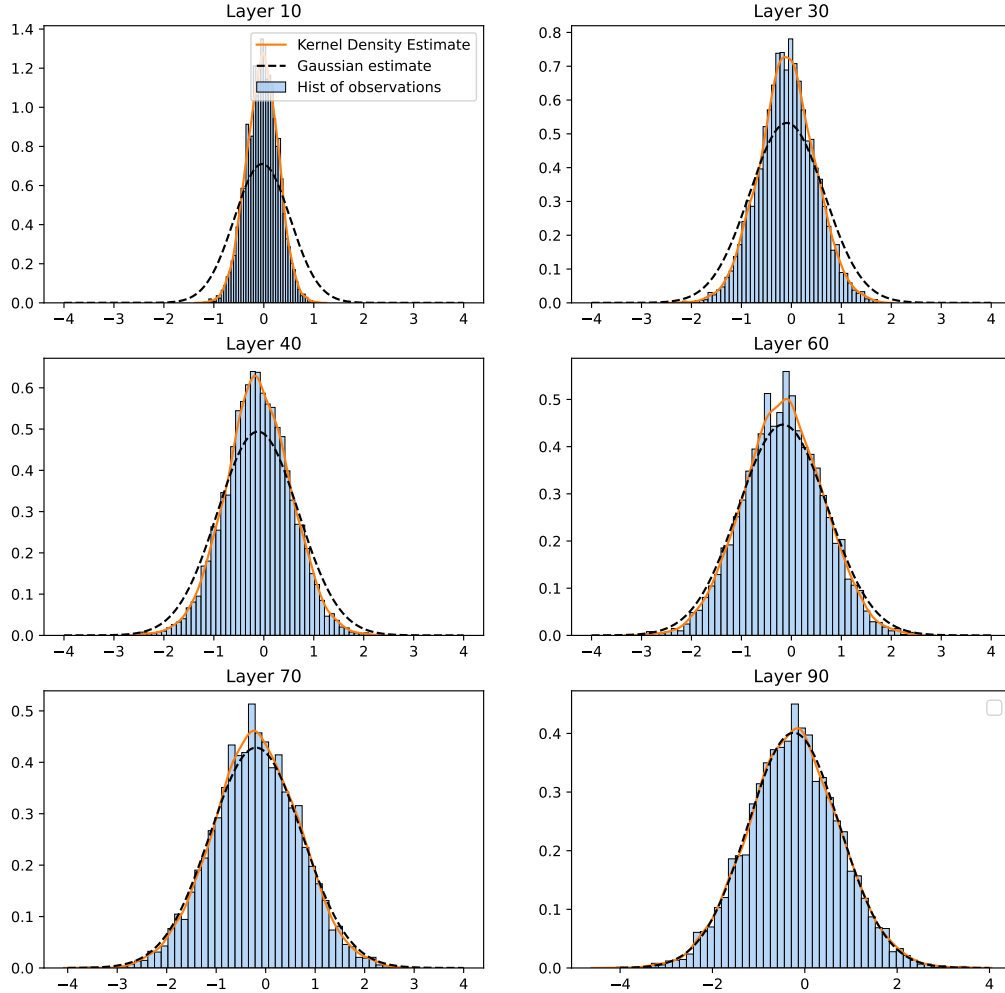 Layer 10
Layer 30
1.4
1.2
1.0
0.8
0.6
0.4
0.2
0.0
Kernel Density Estimate
Gaussian estimate
Hist of observations
−4 −3 −2 −1 0 1 2 3 4
0.8
0.7
0.6
0.5
0.4
0.3
0.2
0.1
0.0
−4 −3 −2 −1 0 1 2 3 4
Layer 40
Layer 60
0.6
0.5
0.4
0.3
0.2
0.1
0.0
−4 −3 −2 −1 0 1 2 3 4
0.5
0.4
0.3
0.2
0.1
0.0
−4 −3 −2 −1 0 1 2 3 4
Layer 70
Layer 90
0.5
0.4
0.3
0.2
0.1
0.0
−4 −3 −2 −1 0 1 2 3 4
0.4
0.3
0.2
0.1
0.0
−2 0 2 4